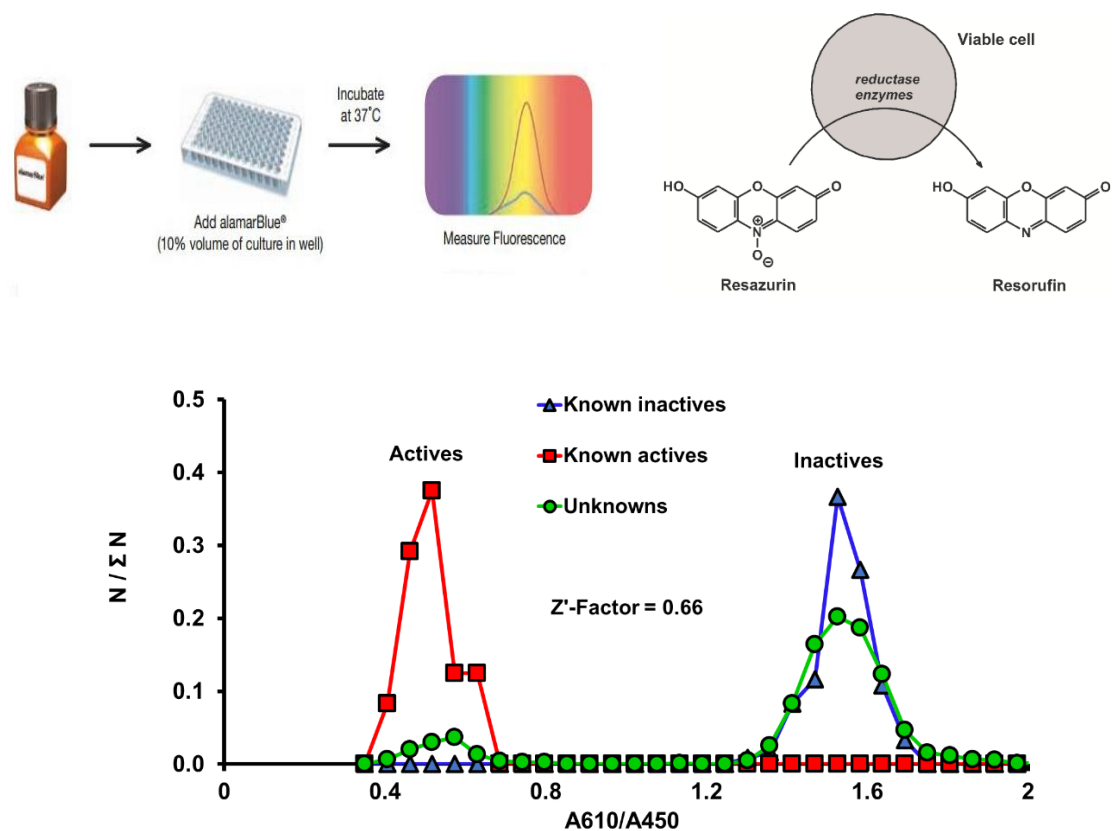 alamarBlue®
Add alamarBlue®
(10% volume of culture in well)
Incubate
at 37˚C
Measure Fluorescence
Viable cell
reductase
enzymes
HO
O
O
N
⊕
O
⊖
Resazurin
HO
O
O
N
Resorufin
0.5
0.4
0.3
0.2
0.1
0.0
N / Σ N
Known inactives
Known actives
Unknowns
Actives
Inactives
Z'-Factor = 0.66
0
0.4
0.8
1.2
1.6
2
A610/A450